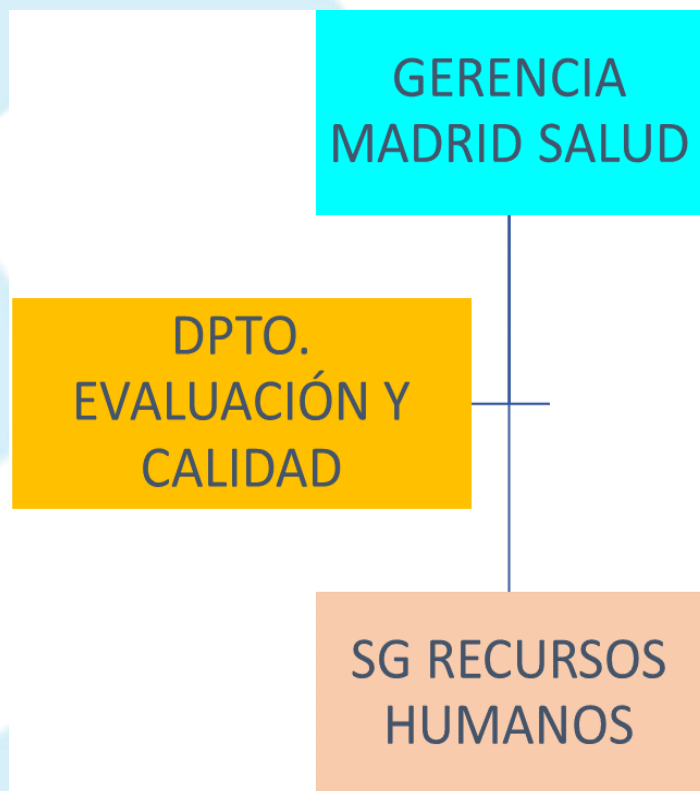 GERENCIA
MADRID SALUD
DPTO.
EVALUACIÓN Y
CALIDAD
SG RECURSOS
HUMANOS